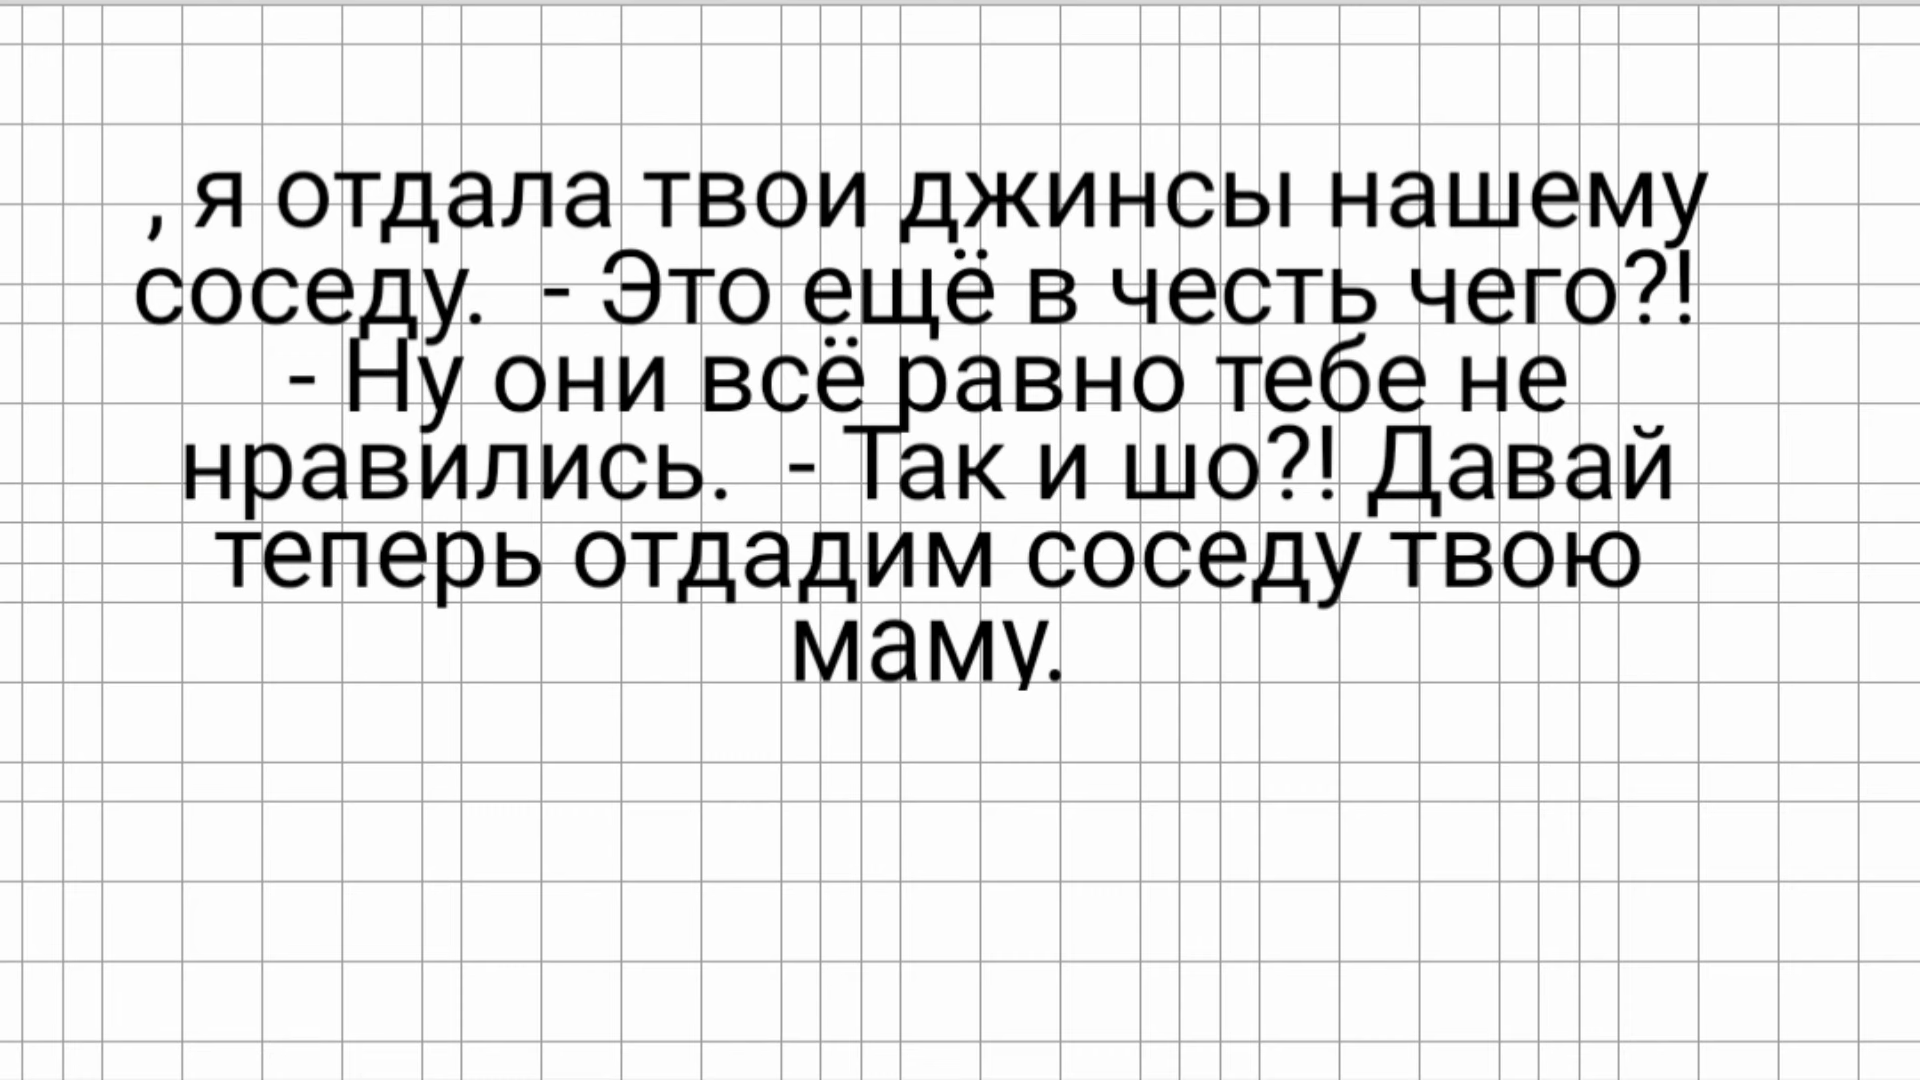 , я отдала твои джинсы нашему
соседу.  - Это ещё в честь чего?!
- Ну они всё равно тебе не
нравились.  - Так и шо?! Давай
теперь отдадим соседу твою
маму.